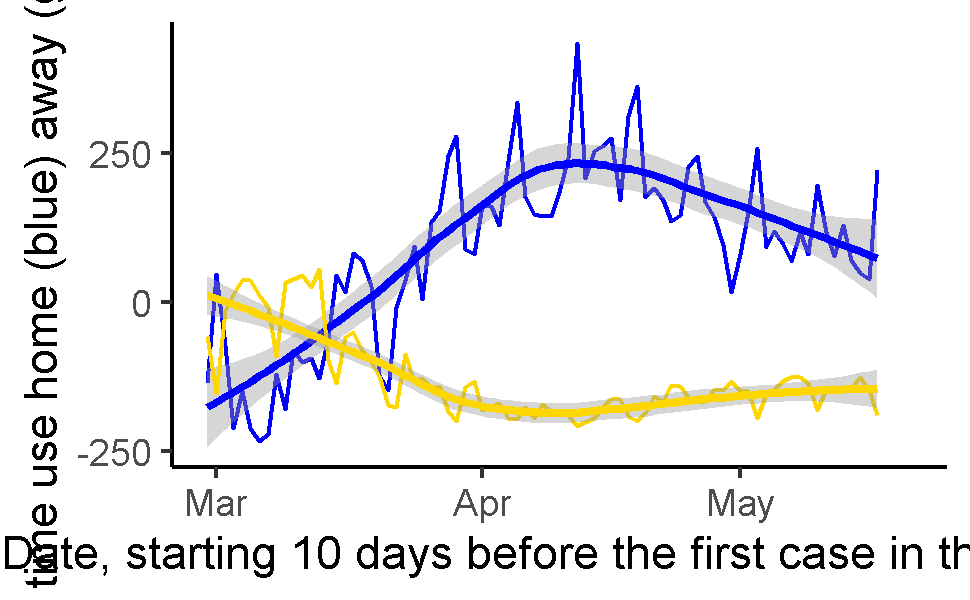 time use home (blue) away (
250
0
-250
Mar Apr May
Date, starting 10 days before the first case in th